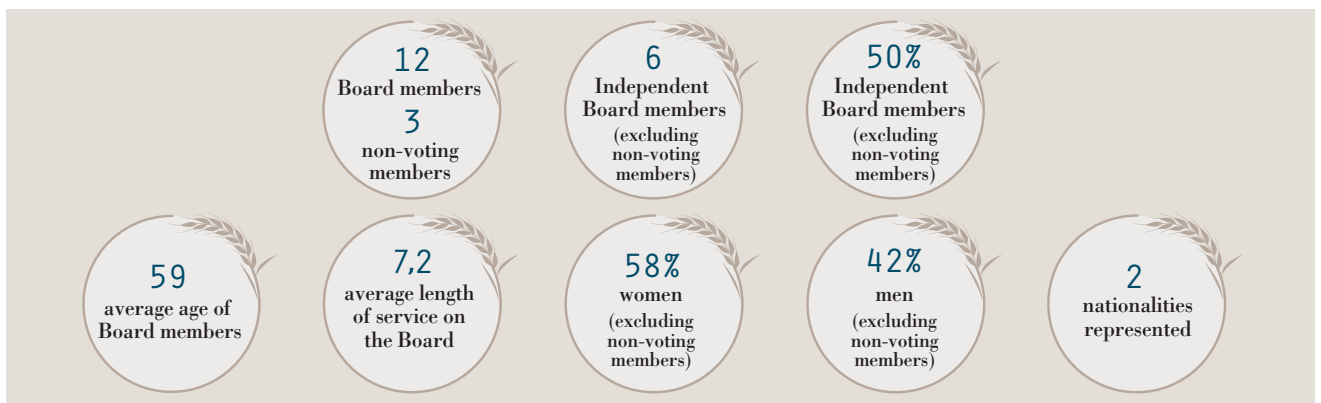 12
Board members
3
non-voting
members
6
Independent
Board members
(excluding
non-voting
members)
50%
Independent
Board members
(excluding
non-voting
members)
59
average age of
Board members
7,2
average length
of service on
the Board
58%
women
(excluding
non-voting
members)
42%
men
(excluding
non-voting
members)
2
nationalities
represented